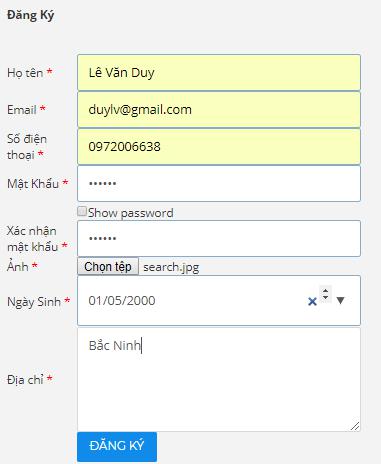 Đăng Ký
Họ tên * Lê Văn Duy
Email * duylv@gmail.com
Số điện thoại * 0972006638
Mật Khẩu * ••••••
Show password
Xác nhận mật khẩu * ••••••
Ảnh * Chọn tệp search.jpg
Ngày Sinh * 01/05/2000
Địa chỉ * Bắc Ninh
ĐĂNG KÝ